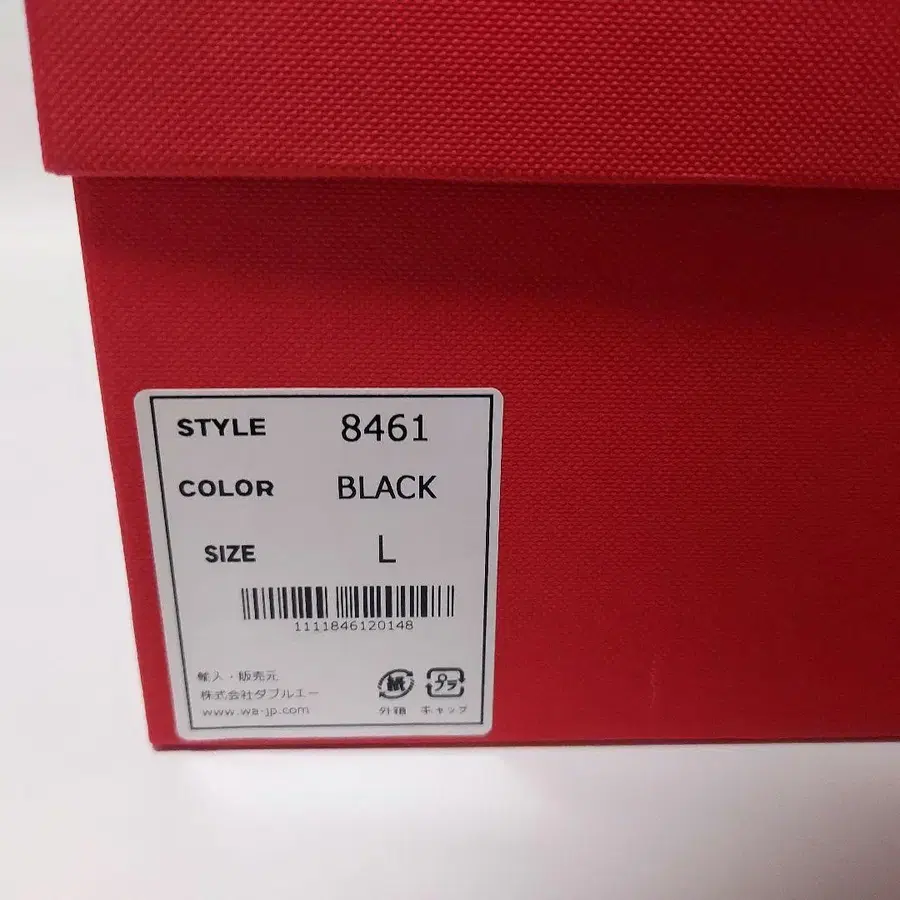 STYLE 8461
COLOR BLACK
SIZE L
1111846120148
輸入・販売元
株式会社ダブルエー
www.wa-jp.com
紙 プラ
外箱 キャップ